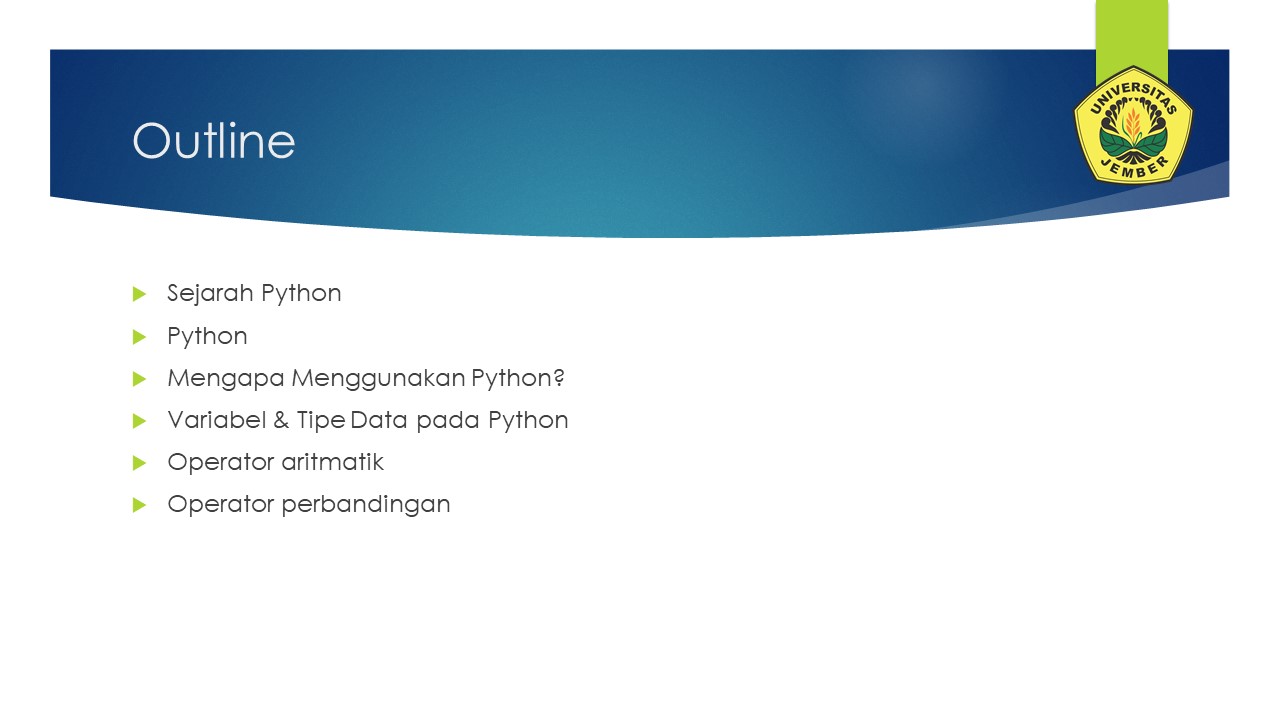 Outline
UNIVERSITAS
JEMBER
Sejarah Python
Python
Mengapa Menggunakan Python?
Variabel & Tipe Data pada Python
Operator aritmatik
Operator perbandingan